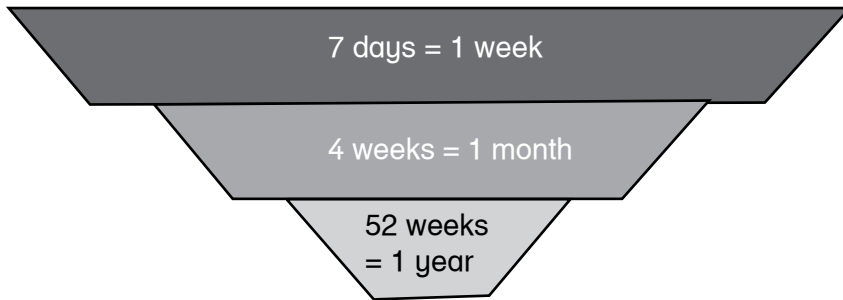 7 days = 1 week
4 weeks = 1 month
52 weeks
= 1 year